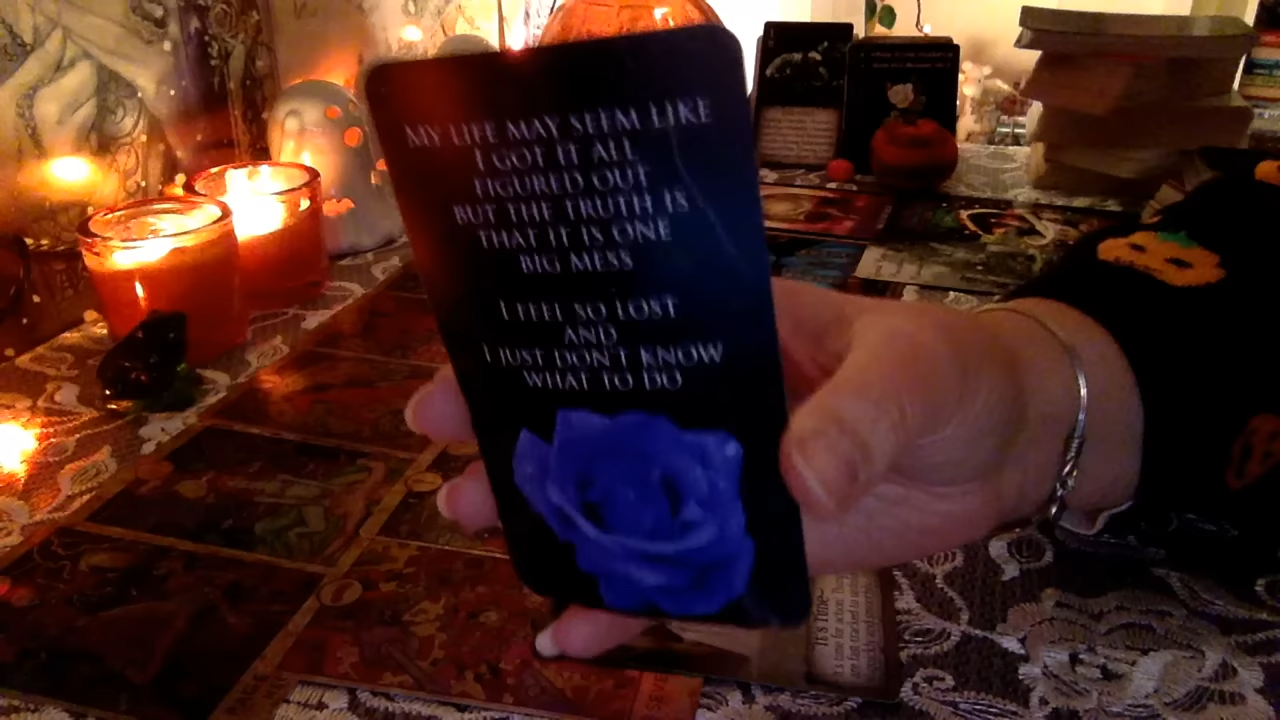 MY LIFE MAY SEEM LIKE
I GOT IT ALL
FIGURED OUT
BUT THE TRUTH IS
THAT IT IS ONE
BIG MESS
I FEEL SO LOST
AND
I JUST DON'T KNOW
WHAT TO DO
IT'S TIME